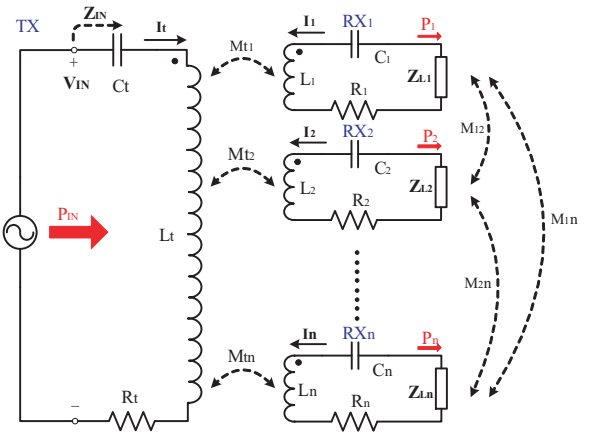 TX
ZIN
It
+
VIN
Ct
PIN
Lt
−
Rt
Mt1
I1
RX1
C1
P1
L1
R1
ZL1
Mt2
I2
RX2
C2
P2
L2
R2
ZL2
Mtn
In
RXn
Cn
Pn
Ln
Rn
ZLn
M12
M1n
M2n